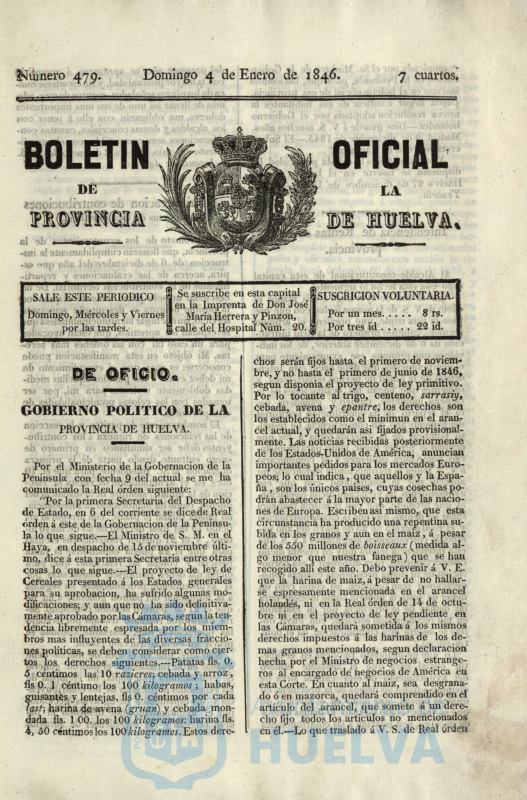 Número 479. Domingo 4 de Enero de 1846. 7 cuartos.
BOLETIN OFICIAL
DE LA
PROVINCIA DE HUELVA.
SALE ESTE PERIODICO
Domingo, Miércoles y Viernes
por las tardes.
Se suscribe en esta capital
en la Imprenta de Don José
María Herrera y Pinzon,
calle del Hospital Núm. 20.
SUSCRICION VOLUNTARIA.
Por un mes..... 8 rs.
Por tres id..... 22 id.
DE OFICIO.
GOBIERNO POLITICO DE LA
PROVINCIA DE HUELVA.
Por el Ministerio de la Gobernacion de la
Península con fecha 9 del actual se me ha
comunicado la Real órden siguiente:
"Por la primera Secretaría del Despacho
de Estado, en 6 del corriente se dice de Real
órden á este de la Gobernacion de la Penínsu-
la lo que sigue.—El Ministro de S. M. en el
Haya, en despacho de 15 de noviembre últi-
mo, dice á esta primera Secretaría entre otras
cosas lo que sigue.—El proyecto de ley de
Cereales presentado á los Estados generales
para su aprobacion, ha sufrido algunas mo-
dificaciones; y aun que no ha sido definitiva-
mente aprobado por las Cámaras, segun la ten-
dencia libremente espresada por los miem-
bros mas influyentes de las diversas fraccio-
nes políticas, se deben considerar como cier-
tos los derechos siguientes.—Patatas fls. 0,
5 céntimos las 10 razieres; cebada y arroz,
fls 0. 1 céntimo los 100 kilogramos; habas,
guisantes y lentejas, fls 0. céntimos por cada
last; harina de avena (gruan) y cebada mon-
dada fls. 1 00. los 100 kilogramos: harina fls.
4, 50 céntimos los 100 kilogramos. Estos dere-
chos serán fijos hasta el primero de noviem-
bre, y no hasta el primero de junio de 1846,
segun disponia el proyecto de ley primitivo.
Por lo tocante al trigo, centeno, sarrasiy,
cebada, avena y epantre, los derechos son
los establecidos como el minimun en el aran-
cel actual, y quedarán asi fijados provisional-
mente. Las noticias recibidas posteriormente
de los Estados-Unidos de América, anuncian
importantes pedidos para los mercados Euro-
peos; lo cual indica, que aquellos y la Espa-
ña, son los únicos países, cuyas cosechas po-
drán abastecer á la mayor parte de las nacio-
nes de Europa. Escriben asi mismo, que esta
circunstancia ha producido una repentina su-
bida en los granos y aun en el maiz, á pesar
de los 550 millones de boisseaux (medida al-
go menor que nuestra fanega) que se han
recogido allí este año. Debo prevenir á V. E.
que la harina de maiz, á pesar de no hallar-
se espresamente mencionada en el arancel
holandés, ni en la Real órden de 14 de octu-
bre ni en el proyecto de ley pendiente en
las Cámaras, quedará sometida á los mismos
derechos impuestos á las harinas de los de-
mas granos mencionados, segun declaracion
hecha por el Ministro de negocios estrange-
ros al encargado de negocios de América en
esta Corte. En cuanto al maiz, sea desgrana-
do ó en mazorca, quedará comprendido en el
artículo del arancel, que somete á un dere-
cho fijo todos los artículos no mencionados
en él.—Lo que traslado á V. S. de Real órden
HUELVA